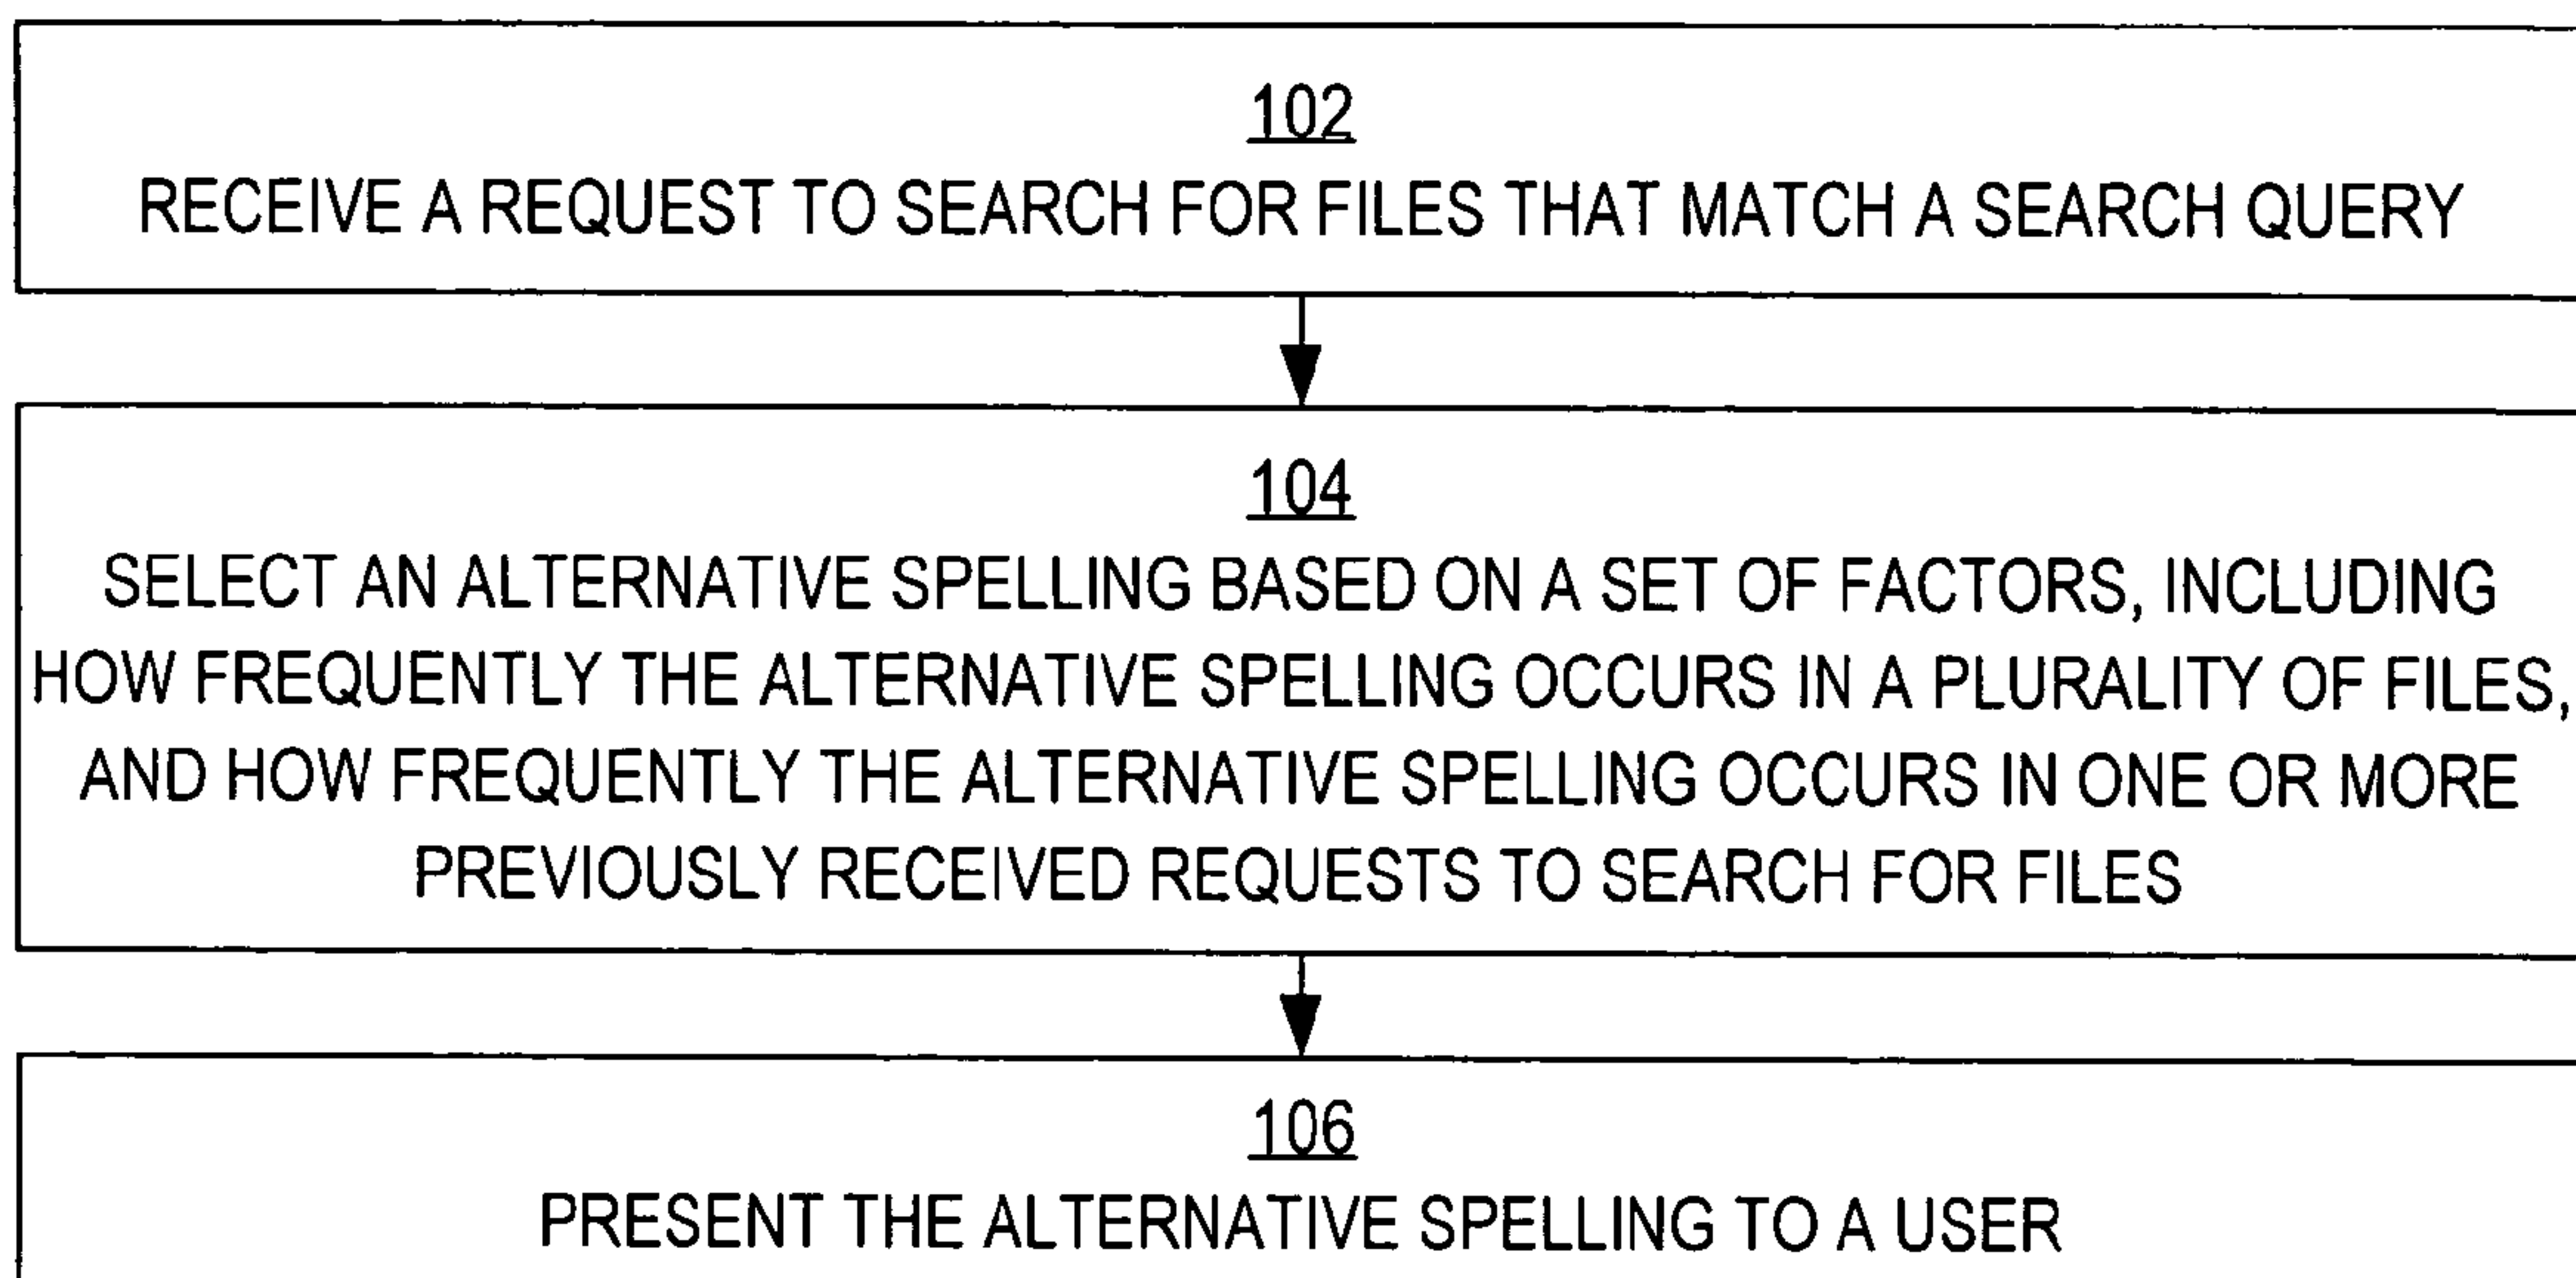 102
RECEIVE A REQUEST TO SEARCH FOR FILES THAT MATCH A SEARCH QUERY
104
SELECT AN ALTERNATIVE SPELLING BASED ON A SET OF FACTORS, INCLUDING
HOW FREQUENTLY THE ALTERNATIVE SPELLING OCCURS IN A PLURALITY OF FILES,
AND HOW FREQUENTLY THE ALTERNATIVE SPELLING OCCURS IN ONE OR MORE
PREVIOUSLY RECEIVED REQUESTS TO SEARCH FOR FILES
106
PRESENT THE ALTERNATIVE SPELLING TO A USER